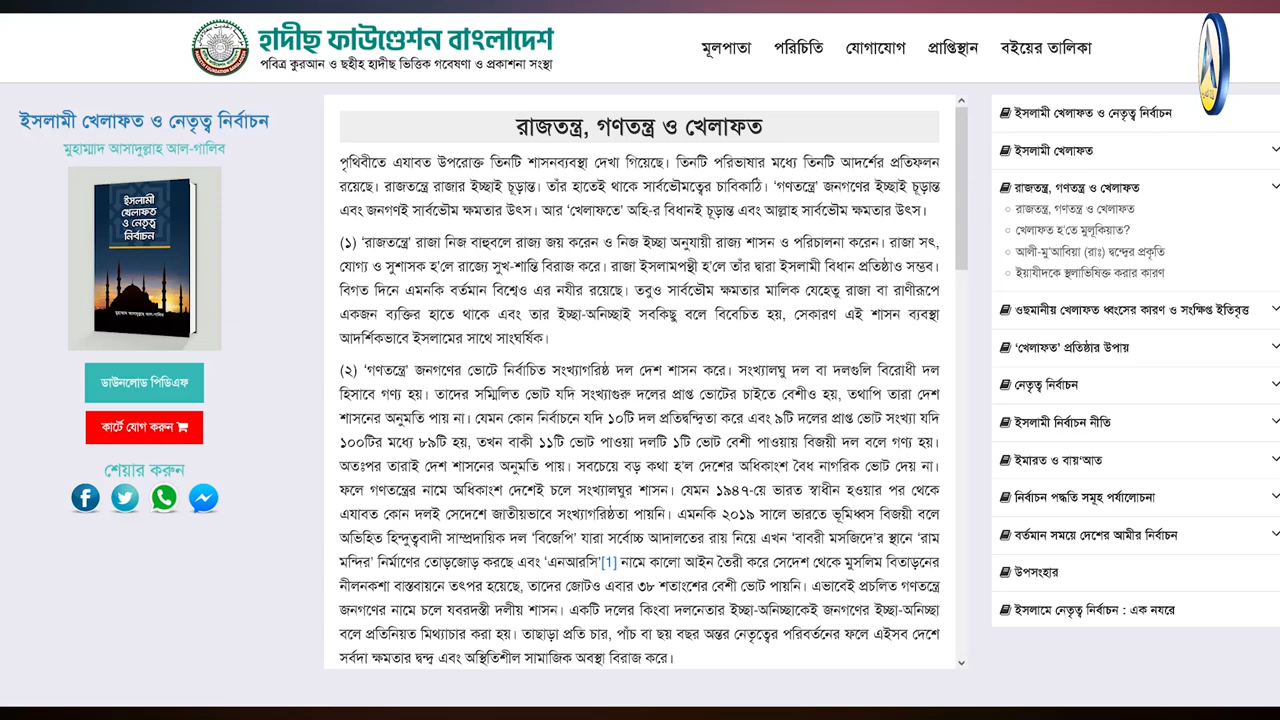 হাদীছ ফাউণ্ডেশন বাংলাদেশ
পবিত্র কুরআন ও ছহীহ হাদীছ ভিত্তিক গবেষণা ও প্রকাশনা সংস্থা
মূলপাতা পরিচিতি যোগাযোগ প্রাপ্তিস্থান বইয়ের তালিকা
ইসলামী খেলাফত ও নেতৃত্ব নির্বাচন
মুহাম্মাদ আসাদুল্লাহ আল-গালিব
ইসলামী
খেলাফত
ও নেতৃত্ব
নির্বাচন
মুহাম্মাদ আসাদুল্লাহ আল-গালিব
ডাউনলোড পিডিএফ
কার্টে যোগ করুন
শেয়ার করুন
রাজতন্ত্র, গণতন্ত্র ও খেলাফত
পৃথিবীতে এযাবত উপরোক্ত তিনটি শাসনব্যবস্থা দেখা গিয়েছে। তিনটি পরিভাষার মধ্যে তিনটি আদর্শের প্রতিফলন
রয়েছে। রাজতন্ত্রে রাজার ইচ্ছাই চূড়ান্ত। তাঁর হাতেই থাকে সার্বভৌমত্বের চাবিকাঠি। ‘গণতন্ত্রে’ জনগণের ইচ্ছাই চূড়ান্ত
এবং জনগণই সার্বভৌম ক্ষমতার উৎস। আর ‘খেলাফতে’ অহি-র বিধানই চূড়ান্ত এবং আল্লাহ সার্বভৌম ক্ষমতার উৎস।
(১) ‘রাজতন্ত্রে’ রাজা নিজ বাহুবলে রাজ্য জয় করেন ও নিজ ইচ্ছা অনুযায়ী রাজ্য শাসন ও পরিচালনা করেন। রাজা সৎ,
যোগ্য ও সুশাসক হ’লে রাজ্যে সুখ-শান্তি বিরাজ করে। রাজা ইসলামপন্থী হ’লে তাঁর দ্বারা ইসলামী বিধান প্রতিষ্ঠাও সম্ভব।
বিগত দিনে এমনকি বর্তমান বিশ্বেও এর নযীর রয়েছে। তবুও সার্বভৌম ক্ষমতার মালিক যেহেতু রাজা বা রাণীরূপে
একজন ব্যক্তির হাতে থাকে এবং তার ইচ্ছা-অনিচ্ছাই সবকিছু বলে বিবেচিত হয়, সেকারণ এই শাসন ব্যবস্থা
আদর্শিকভাবে ইসলামের সাথে সাংঘর্ষিক।
(২) ‘গণতন্ত্রে’ জনগণের ভোটে নির্বাচিত সংখ্যাগরিষ্ঠ দল দেশ শাসন করে। সংখ্যালঘু দল বা দলগুলি বিরোধী দল
হিসাবে গণ্য হয়। তাদের সম্মিলিত ভোট যদি সংখ্যাগুরু দলের প্রাপ্ত ভোটের চাইতে বেশীও হয়, তথাপি তারা দেশ
শাসনের অনুমতি পায় না। যেমন কোন নির্বাচনে যদি ১০টি দল প্রতিদ্বন্দিতা করে এবং ৯টি দলের প্রাপ্ত ভোট সংখ্যা যদি
১০০টির মধ্যে ৮৯টি হয়, তখন বাকী ১১টি ভোট পাওয়া দলটি ১টি ভোট বেশী পাওয়ায় বিজয়ী দল বলে গণ্য হয়।
অতঃপর তারাই দেশ শাসনের অনুমতি পায়। সবচেয়ে বড় কথা হ’ল দেশের অধিকাংশ বৈধ নাগরিক ভোট দেয় না।
ফলে গণতন্ত্রের নামে অধিকাংশ দেশেই চলে সংখ্যালঘুর শাসন। যেমন ১৯৪৭-য়ে ভারত স্বাধীন হওয়ার পর থেকে
এযাবত কোন দলই সেদেশে জাতীয়ভাবে সংখ্যাগরিষ্ঠতা পায়নি। এমনকি ২০১৯ সালে ভারতে ভূমিধ্বস বিজয়ী বলে
অভিহিত হিন্দুত্ববাদী সাম্প্রদায়িক দল ‘বিজেপি’ যারা সর্বোচ্চ আদালতের রায় নিয়ে এখন ‘বাবরী মসজিদে’র স্থানে ‘রাম
মন্দির’ নির্মাণের তোড়জোড় করছে এবং ‘এনআরসি’[1] নামে কালো আইন তৈরী করে সেদেশ থেকে মুসলিম বিতাড়নের
নীলনকশা বাস্তবায়নে তৎপর হয়েছে, তাদের জোটও এবার ৩৮ শতাংশের বেশী ভোট পায়নি। এভাবেই প্রচলিত গণতন্ত্রে
জনগণের নামে চলে যবরদস্তী দলীয় শাসন। একটি দলের কিংবা দলনেতার ইচ্ছা-অনিচ্ছাকেই জনগণের ইচ্ছা-অনিচ্ছা
বলে প্রতিনিয়ত মিথ্যাচার করা হয়। তাছাড়া প্রতি চার, পাঁচ বা ছয় বছর অন্তর নেতৃত্বের পরিবর্তনের ফলে এইসব দেশে
সর্বদা ক্ষমতার দ্বন্দ্ব এবং অস্থিতিশীল সামাজিক অবস্থা বিরাজ করে।
ইসলামী খেলাফত ও নেতৃত্ব নির্বাচন
ইসলামী খেলাফত
রাজতন্ত্র, গণতন্ত্র ও খেলাফত
রাজতন্ত্র, গণতন্ত্র ও খেলাফত
খেলাফত হ’তে মুলূকিয়াত?
আলী-মু‘আবিয়া (রাঃ) দ্বন্দ্বের প্রকৃতি
ইয়াযীদকে স্থলাভিষিক্ত করার কারণ
ওছমানীয় খেলাফত ধ্বংসের কারণ ও সংক্ষিপ্ত ইতিবৃত্ত
‘খেলাফত’ প্রতিষ্ঠার উপায়
নেতৃত্ব নির্বাচন
ইসলামী নির্বাচন নীতি
ইমারত ও বায়‘আত
নির্বাচন পদ্ধতি সমূহ পর্যালোচনা
বর্তমান সময়ে দেশের আমীর নির্বাচন
উপসংহার
ইসলামে নেতৃত্ব নির্বাচন : এক নযরে